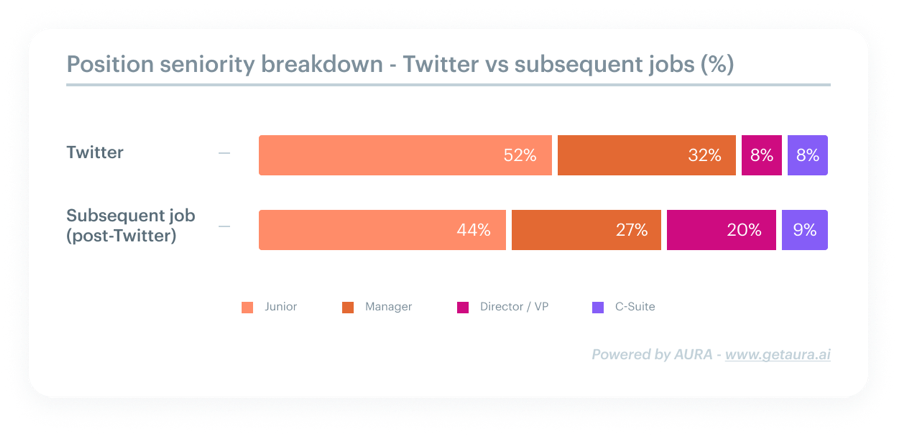 Position seniority breakdown - Twitter vs subsequent jobs (%)
Twitter
52% 32% 8% 8%
Subsequent job
(post-Twitter)
44% 27% 20% 9%
Junior Manager Director / VP C-Suite
Powered by AURA - www.getaura.ai